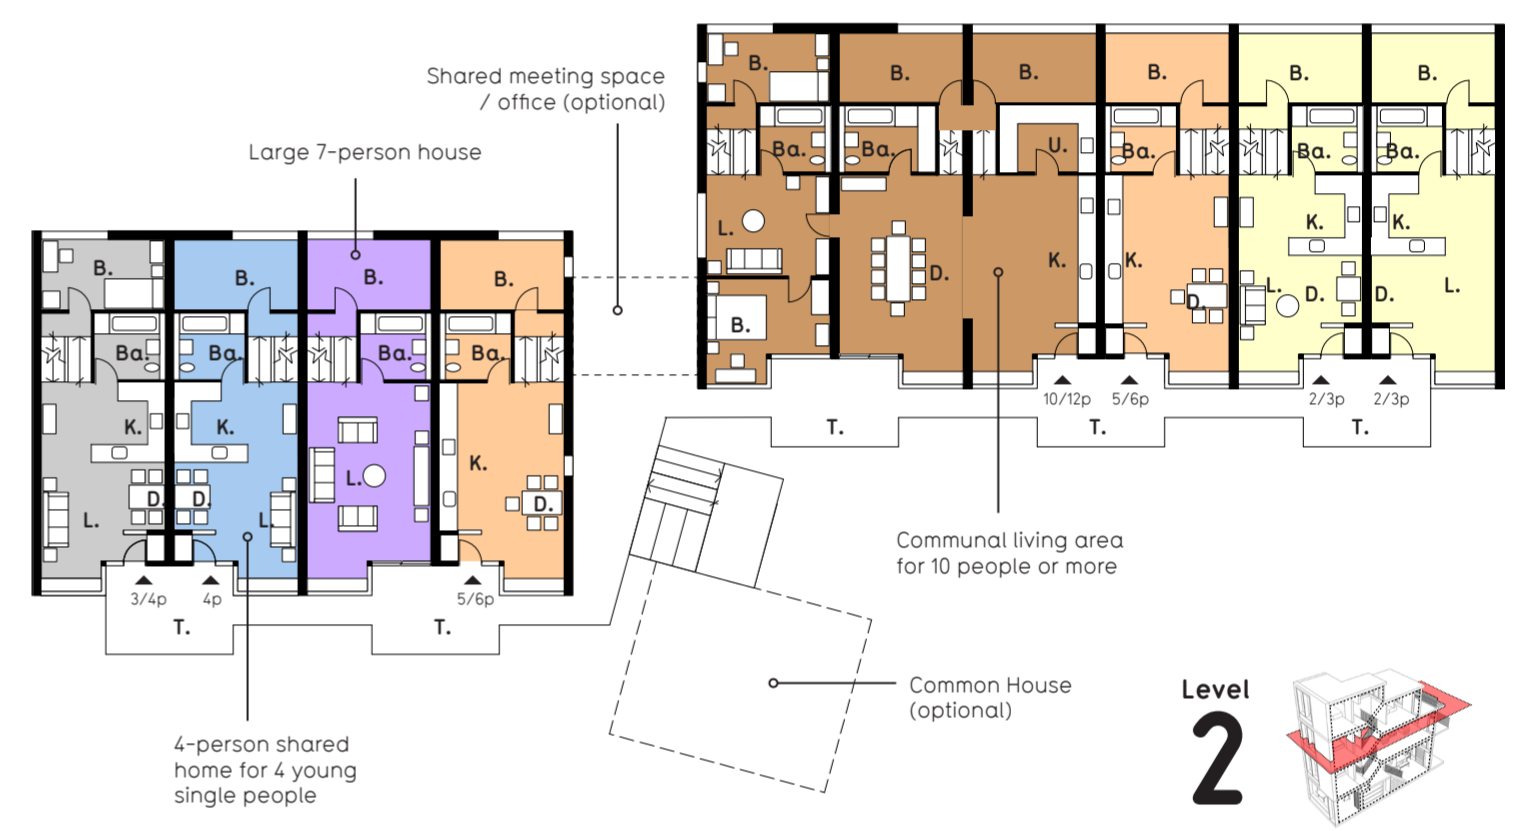 Shared meeting space
/ office (optional)
Large 7-person house
B.
B.
B.
B.
B.
B.
Ba.
Ba.
U.
Ba.
Ba.
Ba.
L.
D.
K.
K.
D.
K.
L.
D.
K.
D.
L.
B.
10/12p
5/6p
2/3p
2/3p
T.
T.
T.
B.
B.
B.
B.
Ba.
Ba.
Ba.
Ba.
K.
K.
L.
K.
D.
D.
D.
L.
L.
3/4p
4p
5/6p
T.
T.
Communal living area
for 10 people or more
Common House
(optional)
4-person shared
home for 4 young
single people
Level
2